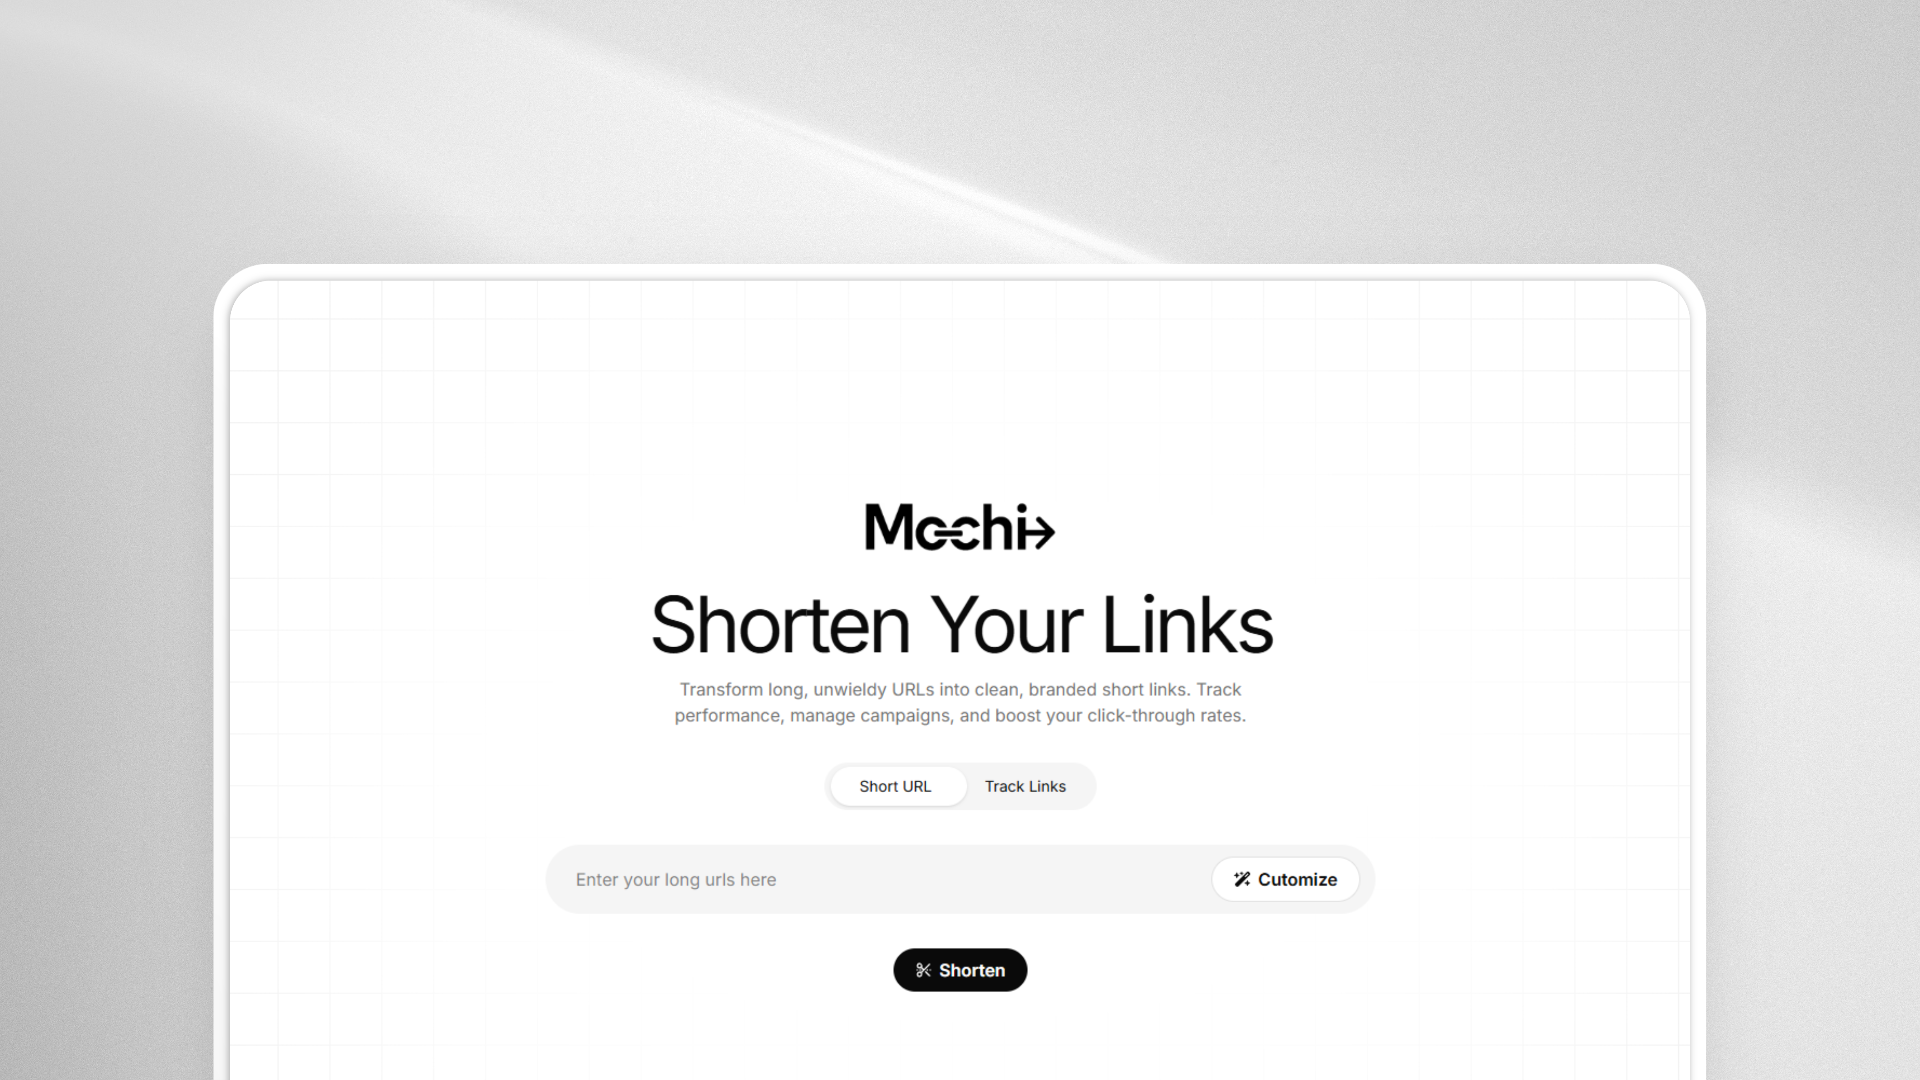 Mochi
Shorten Your Links
Transform long, unwieldy URLs into clean, branded short links. Track
performance, manage campaigns, and boost your click-through rates.
Short URL Track Links
Enter your long urls here Cutomize
Shorten